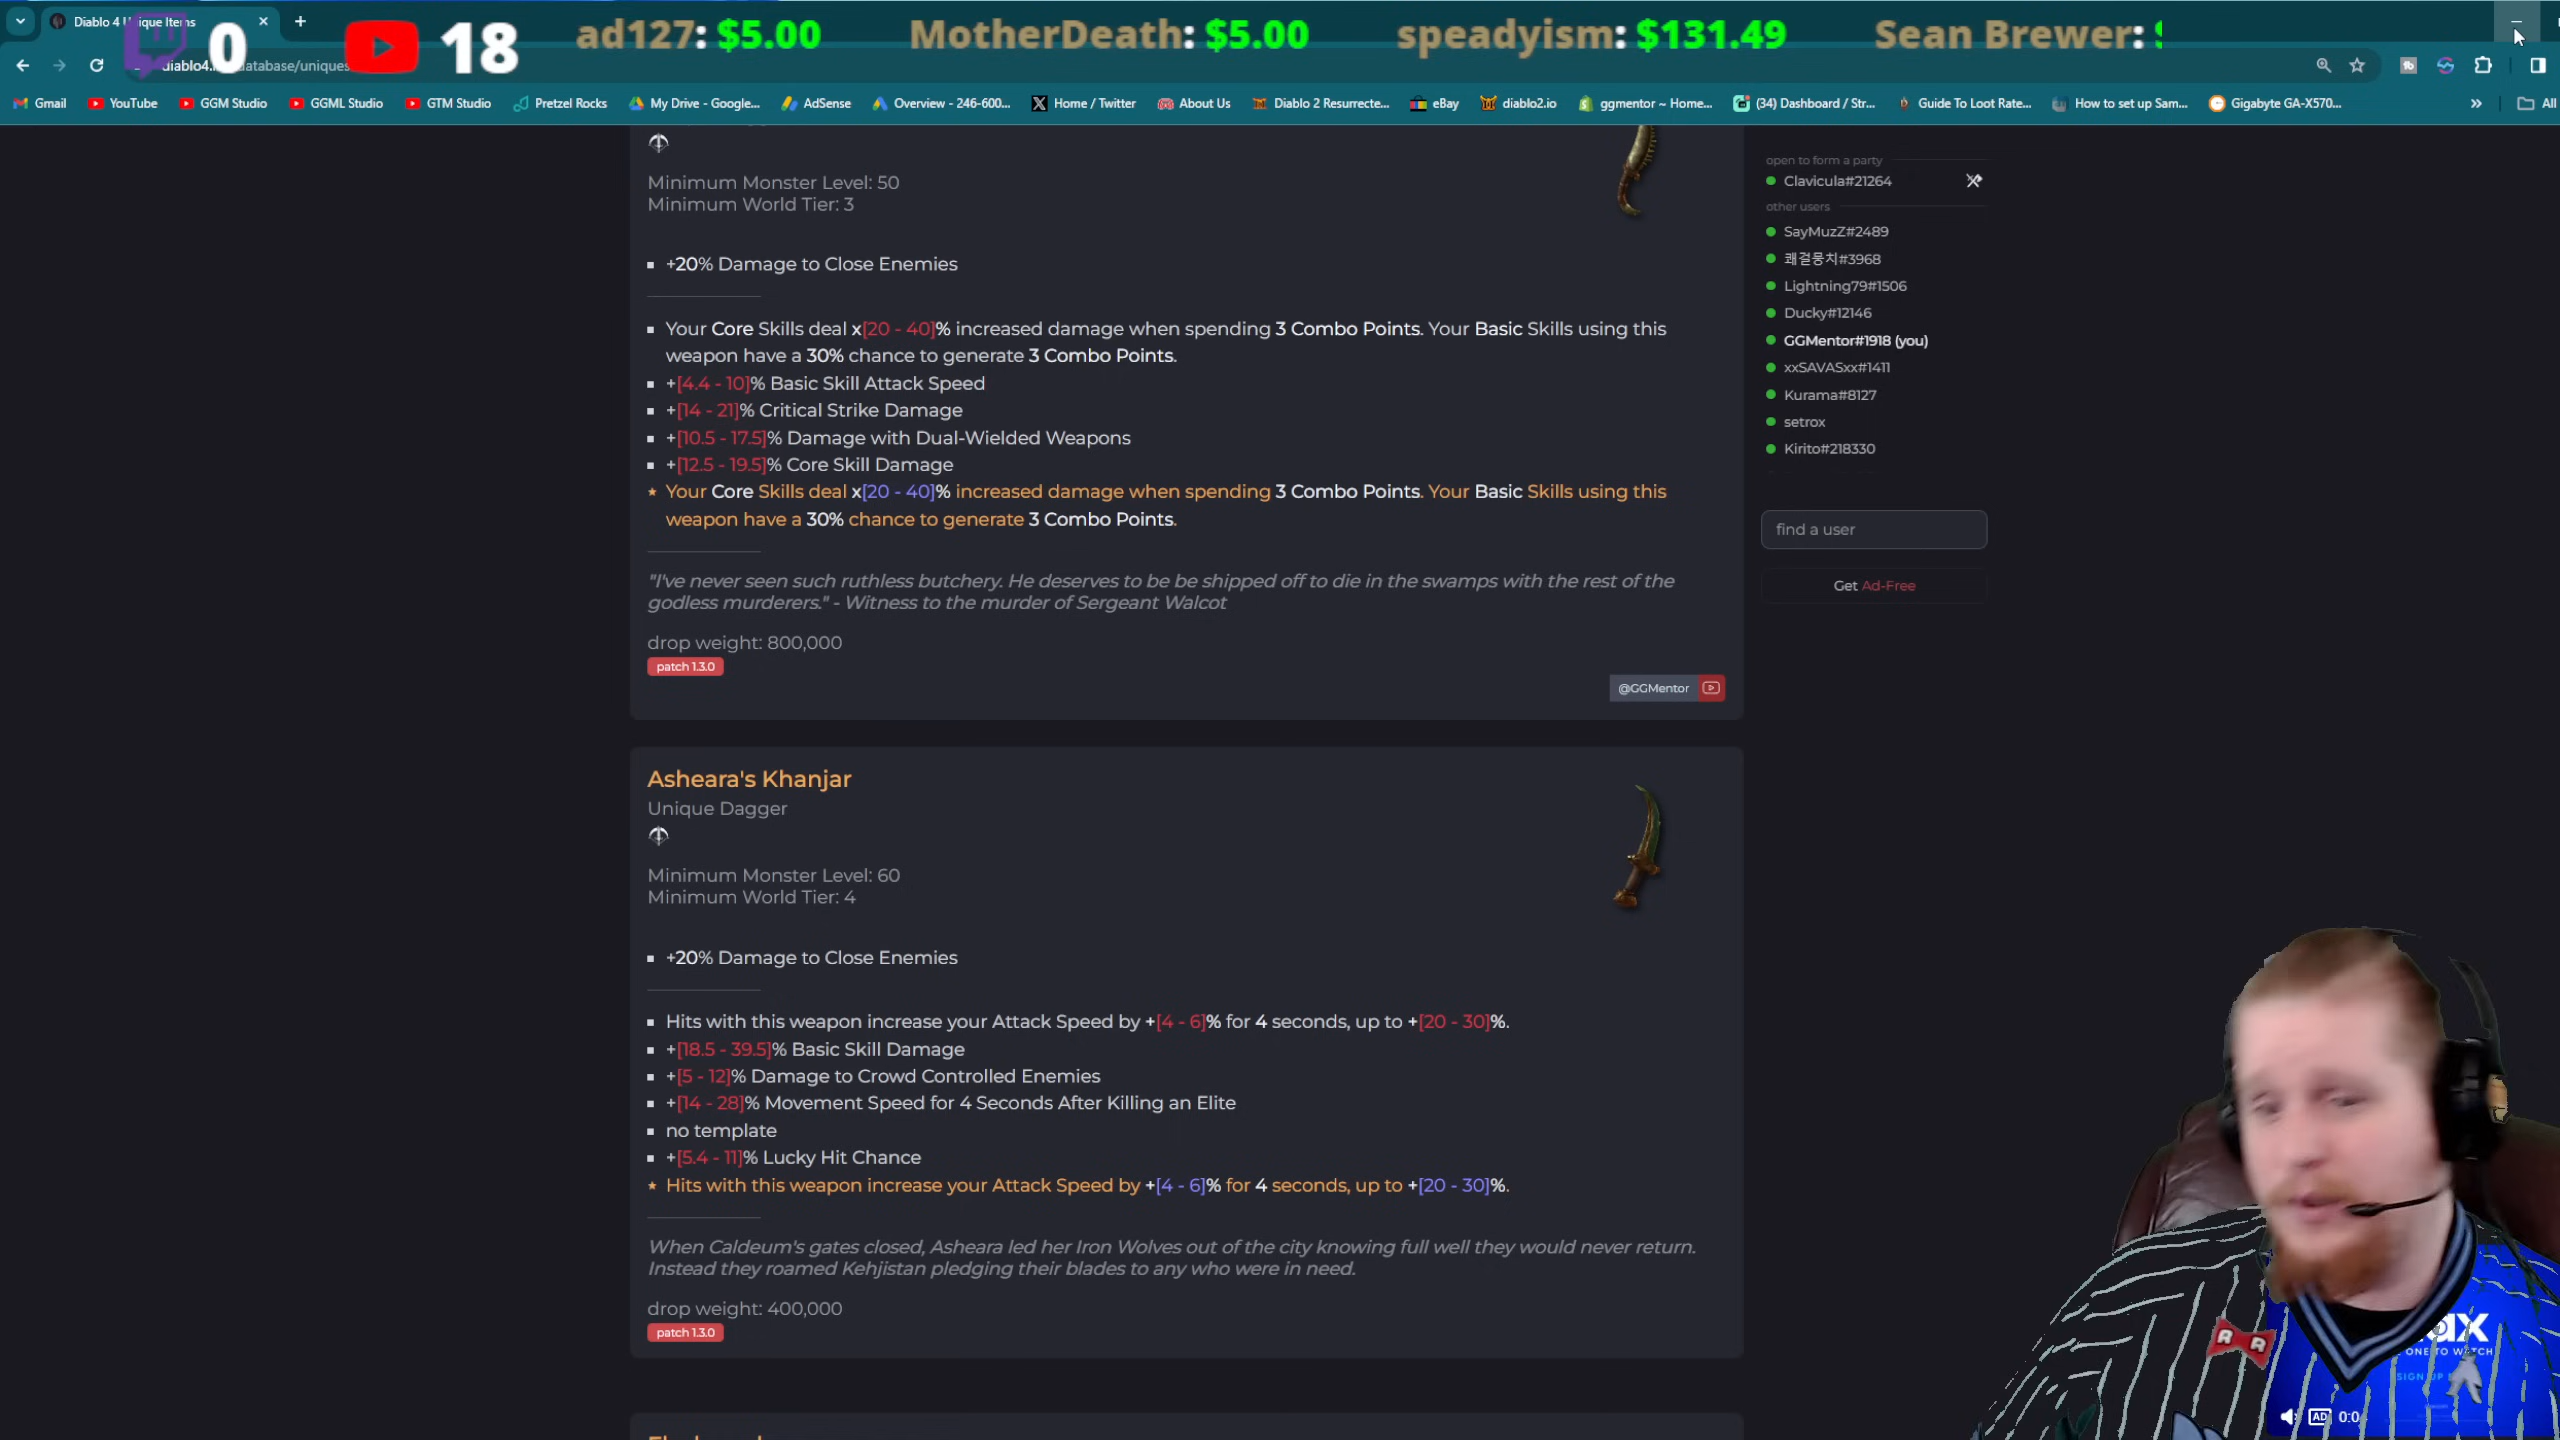 Diablo 4 Unique Items
0
18
ad127: $5.00
MotherDeath: $5.00
speadyism: $131.49
Sean Brewer:
Gmail
YouTube
GGM Studio
GGML Studio
GTM Studio
Pretzel Rocks
My Drive - Google...
AdSense
Overview - 246-600...
Home / Twitter
About Us
Diablo 2 Resurrecte...
eBay
diablo2.io
ggmentor ~ Home...
(34) Dashboard / Str...
Guide To Loot Rate...
How to set up Sam...
Gigabyte GA-X570...
»
All
Minimum Monster Level: 50
Minimum World Tier: 3
+20% Damage to Close Enemies
Your Core Skills deal x[20 - 40]% increased damage when spending 3 Combo Points. Your Basic Skills using this
weapon have a 30% chance to generate 3 Combo Points.
+[4.4 - 10]% Basic Skill Attack Speed
+[14 - 21]% Critical Strike Damage
+[10.5 - 17.5]% Damage with Dual-Wielded Weapons
+[12.5 - 19.5]% Core Skill Damage
Your Core Skills deal x[20 - 40]% increased damage when spending 3 Combo Points. Your Basic Skills using this
weapon have a 30% chance to generate 3 Combo Points.
"I've never seen such ruthless butchery. He deserves to be be shipped off to die in the swamps with the rest of the
godless murderers." - Witness to the murder of Sergeant Walcot
drop weight: 800,000
patch 1.3.0
@GGMentor
Asheara's Khanjar
Unique Dagger
Minimum Monster Level: 60
Minimum World Tier: 4
+20% Damage to Close Enemies
Hits with this weapon increase your Attack Speed by +[4 - 6]% for 4 seconds, up to +[20 - 30]%.
+[18.5 - 39.5]% Basic Skill Damage
+[5 - 12]% Damage to Crowd Controlled Enemies
+[14 - 28]% Movement Speed for 4 Seconds After Killing an Elite
no template
+[5.4 - 11]% Lucky Hit Chance
Hits with this weapon increase your Attack Speed by +[4 - 6]% for 4 seconds, up to +[20 - 30]%.
When Caldeum's gates closed, Asheara led her Iron Wolves out of the city knowing full well they would never return.
Instead they roamed Kehjistan pledging their blades to any who were in need.
drop weight: 400,000
patch 1.3.0
open to form a party
Clavicula#21264
other users
SayMuzZ#2489
쾌걸뭉치#3968
Lightning79#1506
Ducky#12146
GGMentor#1918 (you)
xxSAVASxx#1411
Kurama#8127
setrox
Kirito#218330
find a user
Get Ad-Free
R R
AD 0:0